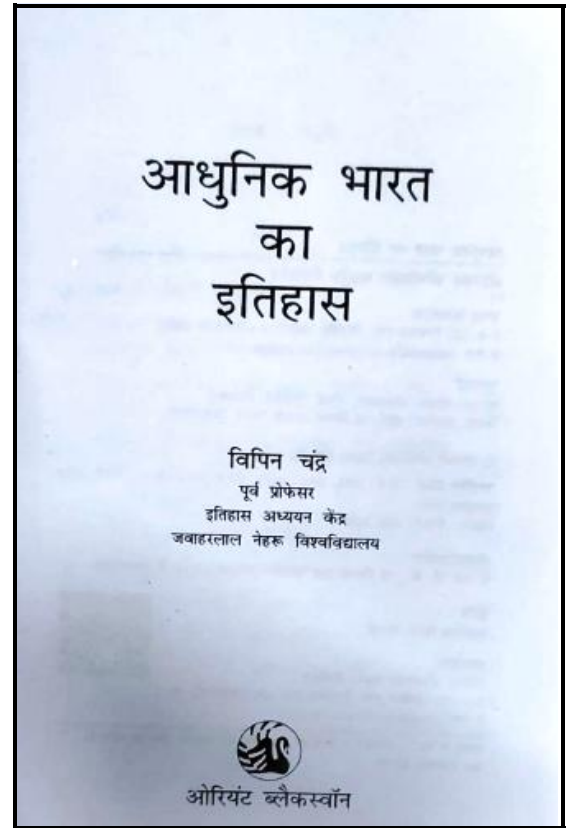 आधुनिक भारत
का
इतिहास
विपिन चंद्र
पूर्व प्रोफेसर
इतिहास अध्ययन केंद्र
जवाहरलाल नेहरू विश्वविद्यालय
ओरियंट ब्लैकस्वॉन